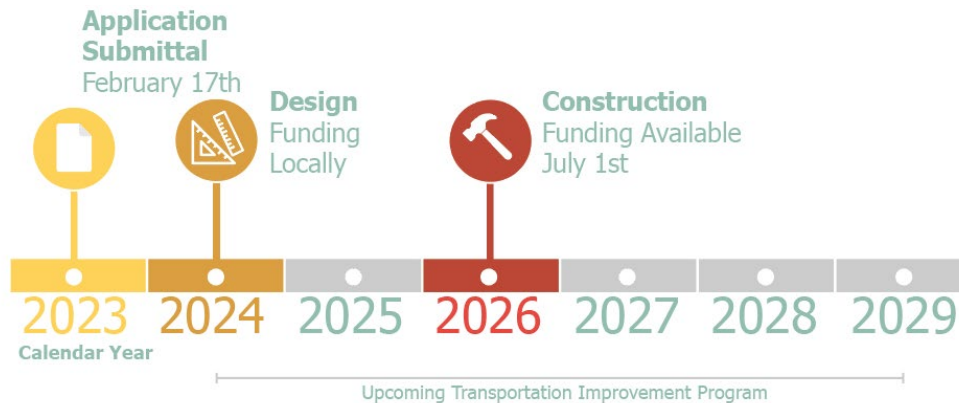 Application
Submittal
February 17th
Design
Funding
Locally
Construction
Funding Available
July 1st
2023 2024 2025 2026 2027 2028 2029
Calendar Year
Upcoming Transportation Improvement Program